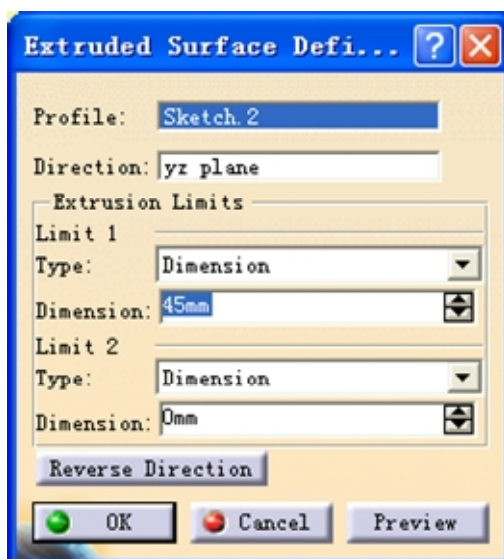 Extruded Surface Defi...
Profile: Sketch.2
Direction: yz plane
Extrusion Limits
Limit 1
Type: Dimension
Dimension: 45mm
Limit 2
Type: Dimension
Dimension: 0mm
Reverse Direction
OK Cancel Preview